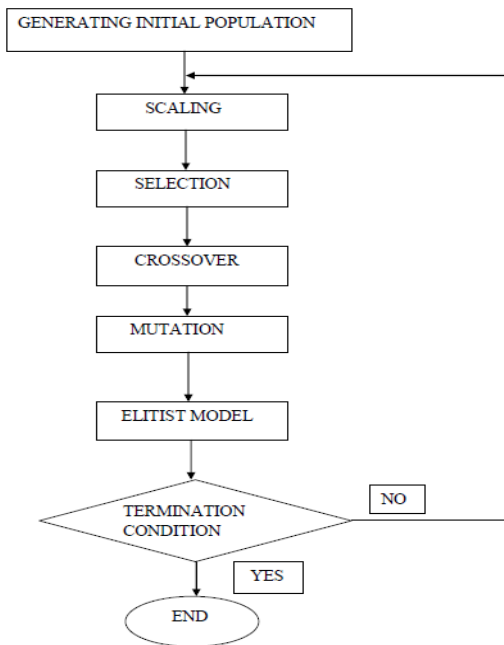 GENERATING INITIAL POPULATION
SCALING
SELECTION
CROSSOVER
MUTATION
ELITIST MODEL
TERMINATION
CONDITION
NO
YES
END